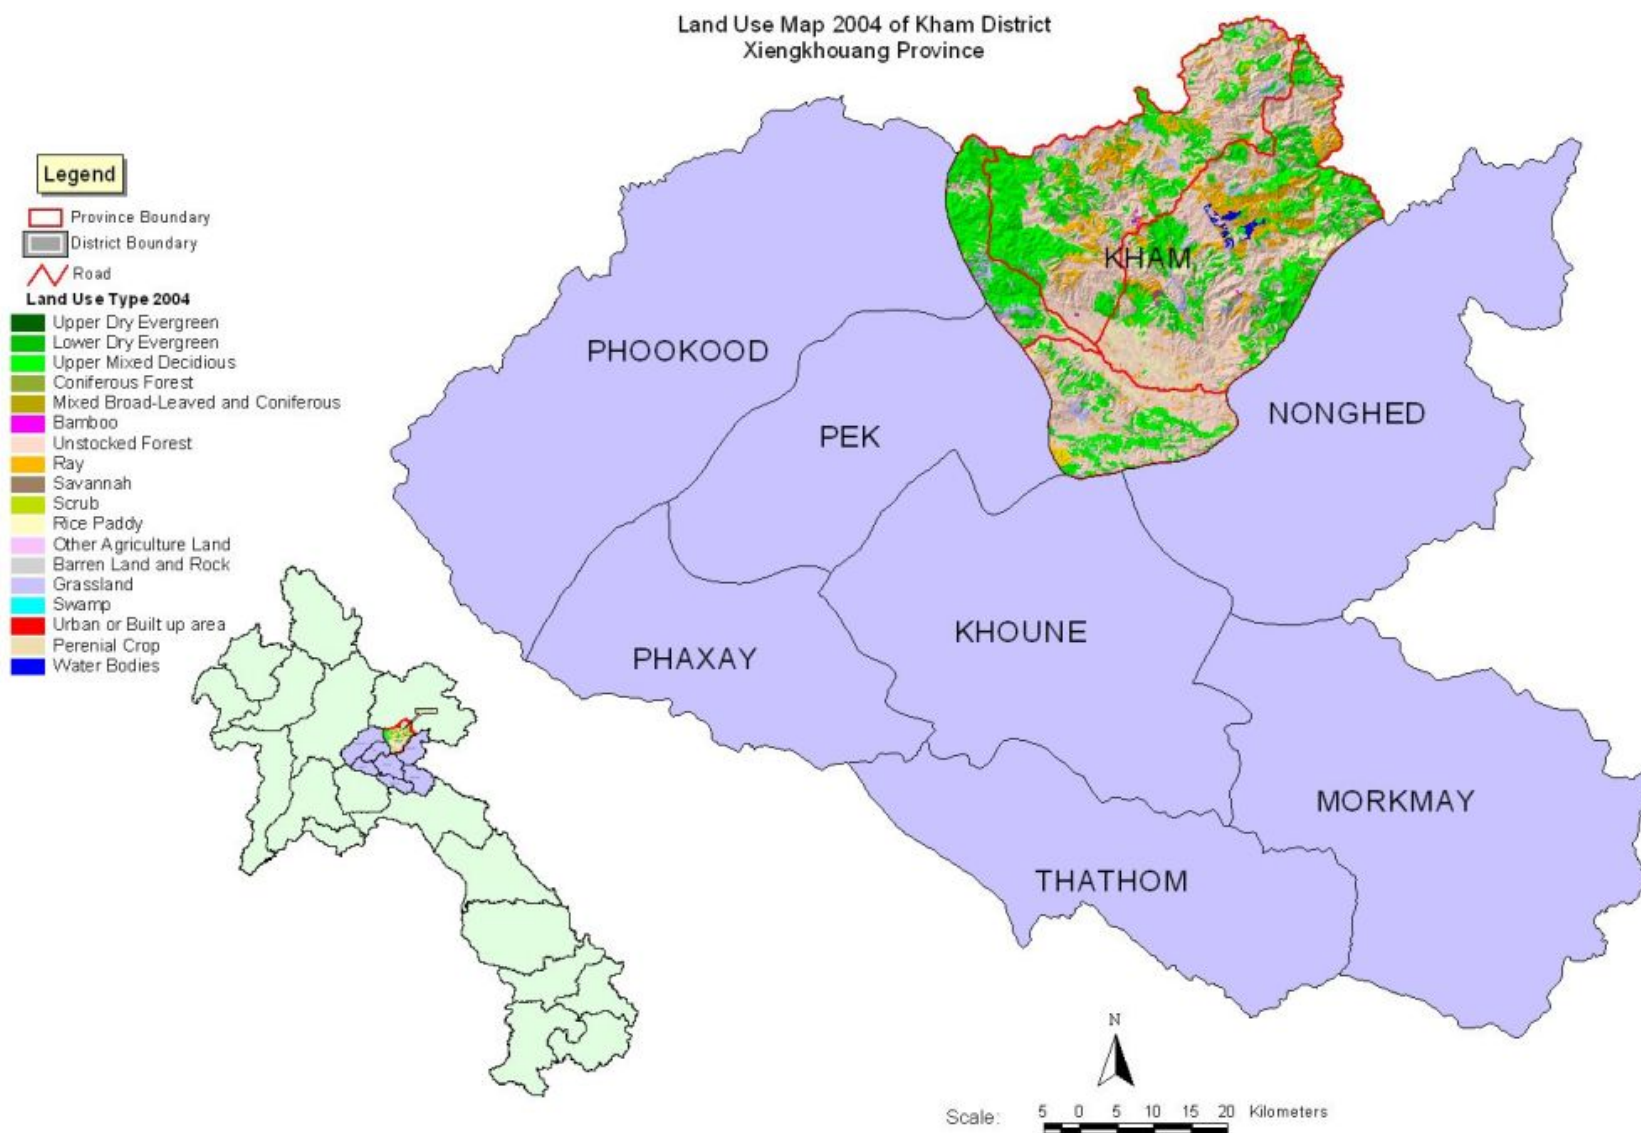 Land Use Map 2004 of Kham District
Xiengkhouang Province
Legend
Province Boundary
District Boundary
Road
Land Use Type 2004
Upper Dry Evergreen
Lower Dry Evergreen
Upper Mixed Decidious
Coniferous Forest
Mixed Broad-Leaved and Coniferous
Bamboo
Unstocked Forest
Ray
Savannah
Scrub
Rice Paddy
Other Agriculture Land
Barren Land and Rock
Grassland
Swamp
Urban or Built up area
Perenial Crop
Water Bodies
KHAM
PHOOKOOD
PEK
NONGHED
KHOUNE
PHAXAY
MORKMAY
THATHOM
N
Scale: 5 0 5 10 15 20 Kilometers